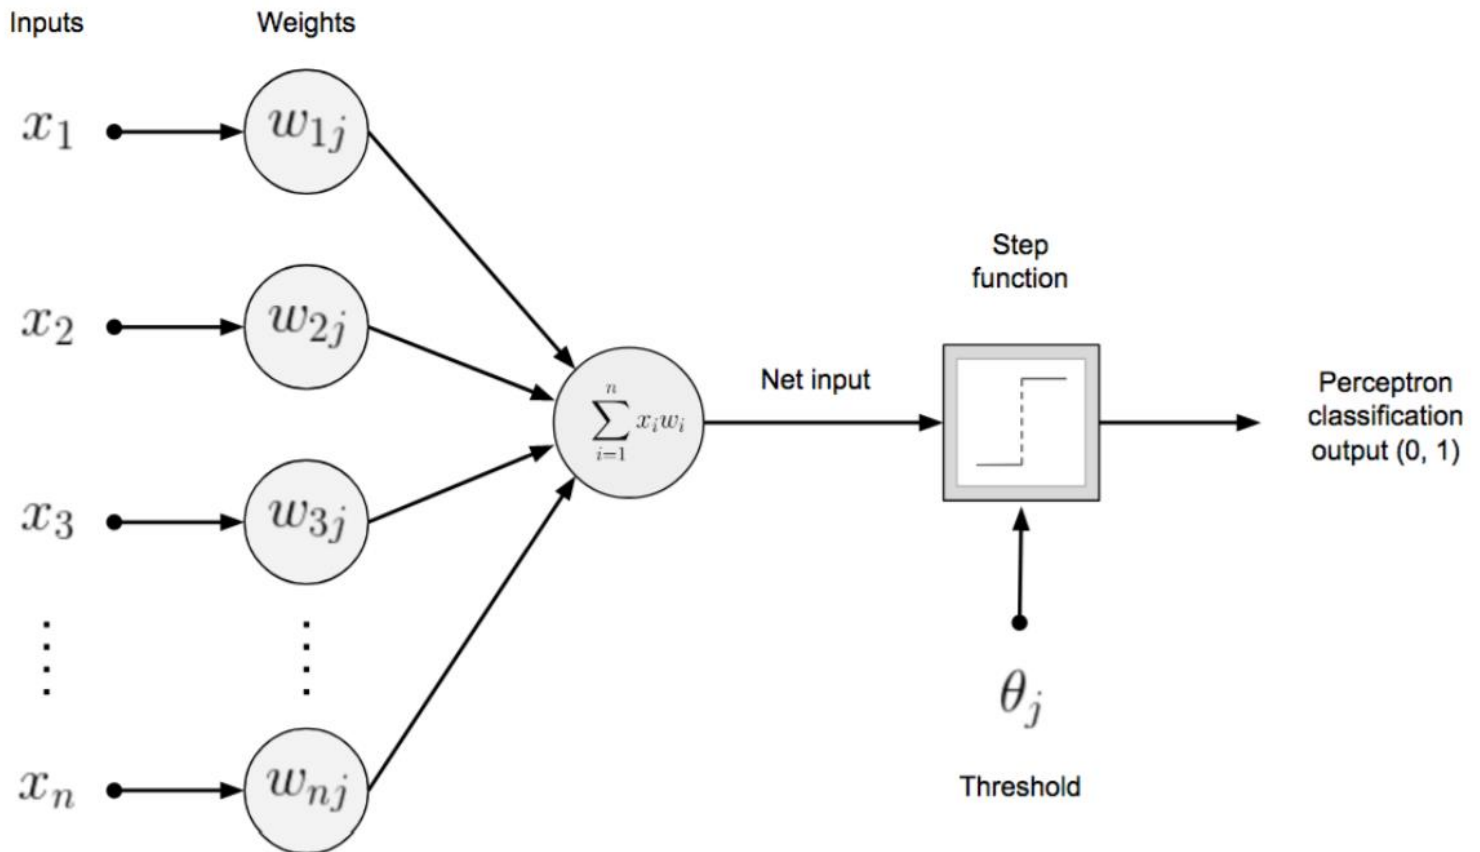 Inputs
Weights
x₁
w₁ⱼ
x₂
w₂ⱼ
x₃
w₃ⱼ
⋮
⋮
xₙ
wₙⱼ
n
∑ xᵢwᵢ
i=1
Net input
Step
function
θⱼ
Threshold
Perceptron
classification
output (0, 1)